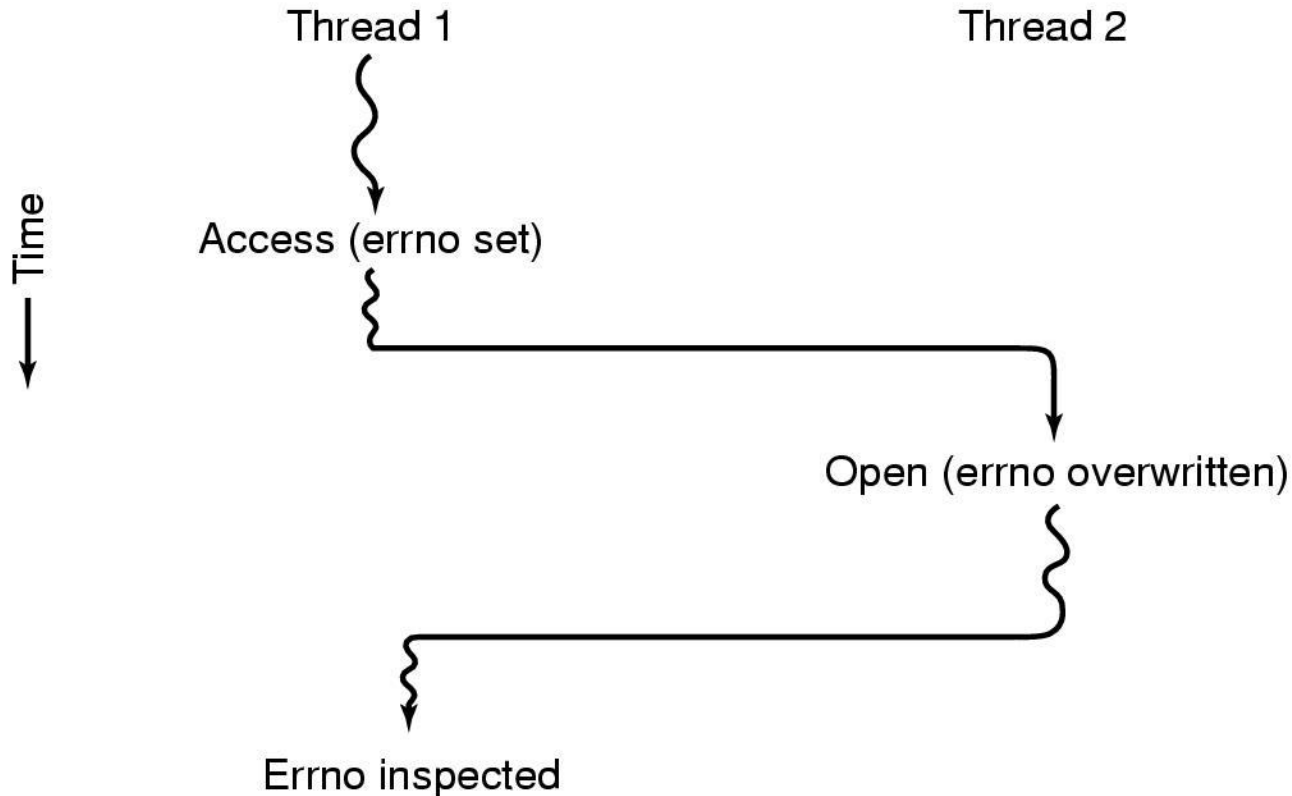 Thread 1
Thread 2
Time
Access (errno set)
Open (errno overwritten)
Errno inspected